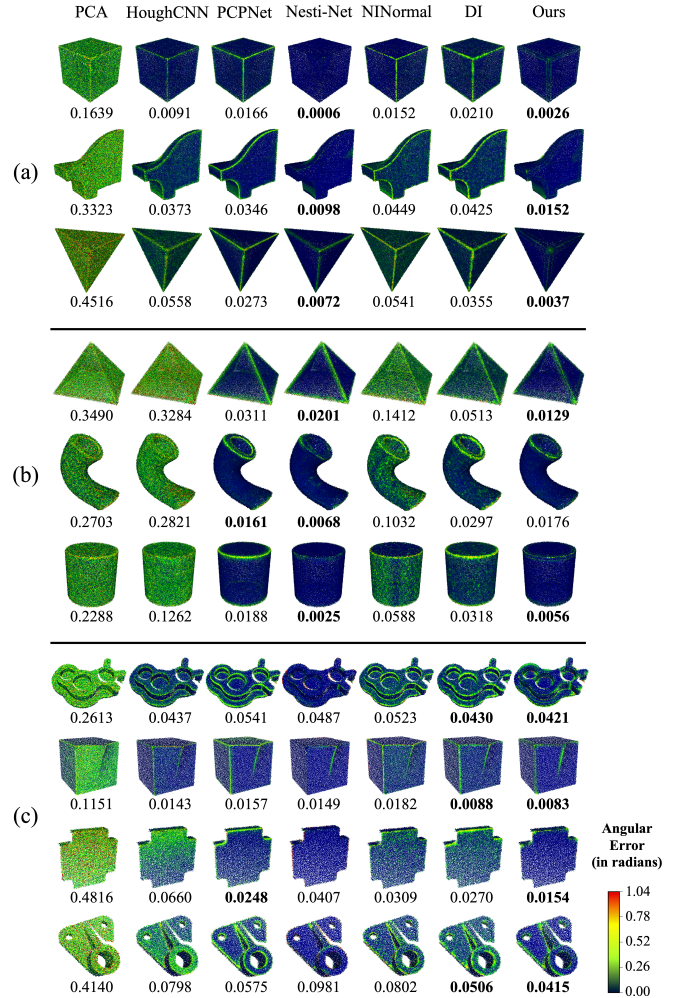 PCA HoughCNN PCPNet Nesti-Net NINormal DI Ours
0.1639 0.0091 0.0166 0.0006 0.0152 0.0210 0.0026
(a)
0.3323 0.0373 0.0346 0.0098 0.0449 0.0425 0.0152
0.4516 0.0558 0.0273 0.0072 0.0541 0.0355 0.0037
0.3490 0.3284 0.0311 0.0201 0.1412 0.0513 0.0129
(b)
0.2703 0.2821 0.0161 0.0068 0.1032 0.0297 0.0176
0.2288 0.1262 0.0188 0.0025 0.0588 0.0318 0.0056
0.2613 0.0437 0.0541 0.0487 0.0523 0.0430 0.0421
0.1151 0.0143 0.0157 0.0149 0.0182 0.0088 0.0083
(c)
0.4816 0.0660 0.0248 0.0407 0.0309 0.0270 0.0154
0.4140 0.0798 0.0575 0.0981 0.0802 0.0506 0.0415
Angular
Error
(in radians)
1.04
0.78
0.52
0.26
0.00